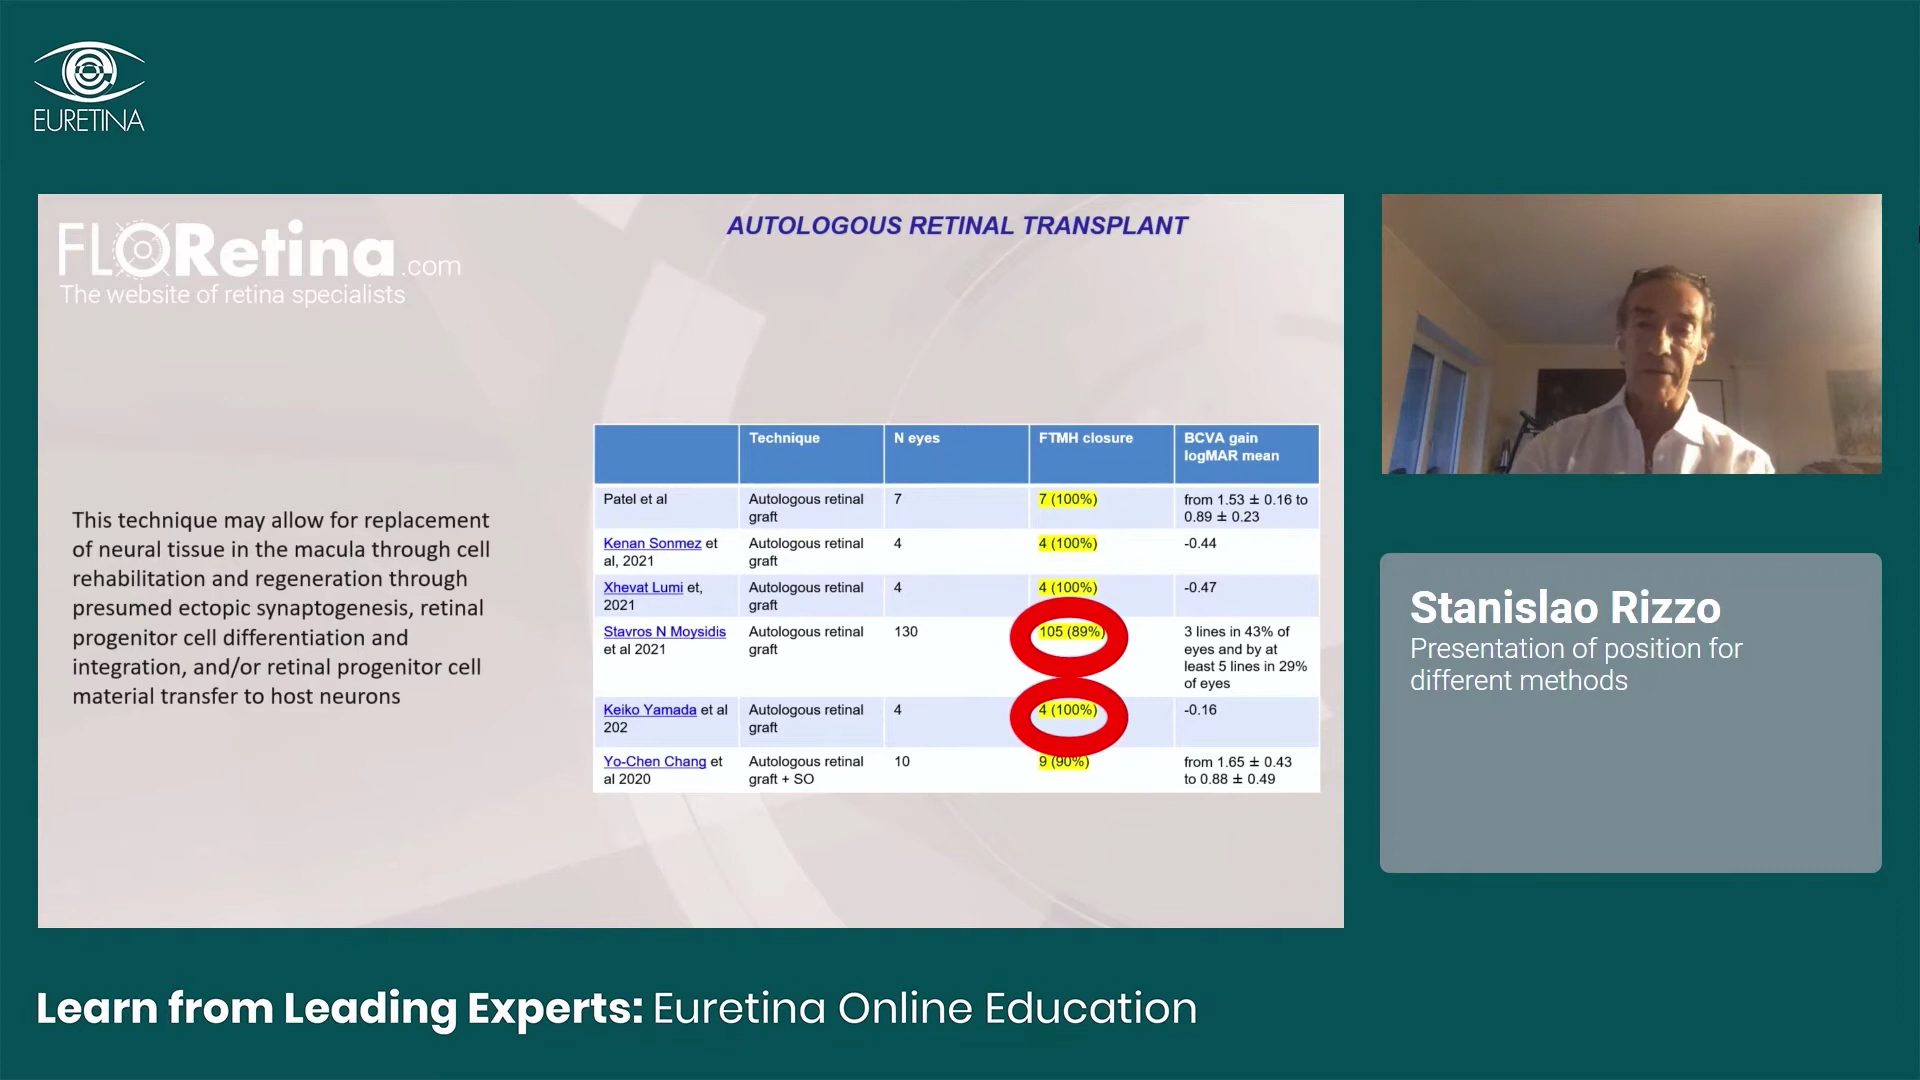 EURETINA
FLORetina.com
The website of retina specialists
AUTOLOGOUS RETINAL TRANSPLANT
This technique may allow for replacement
of neural tissue in the macula through cell
rehabilitation and regeneration through
presumed ectopic synaptogenesis, retinal
progenitor cell differentiation and
integration, and/or retinal progenitor cell
material transfer to host neurons
Technique N eyes FTMH closure BCVA gain
logMAR mean
Patel et al Autologous retinal 7 7 (100%) from 1.53 ± 0.16 to
graft 0.89 ± 0.23
Kenan Sonmez et Autologous retinal 4 4 (100%) -0.44
al, 2021 graft
Xhevat Lumi et, Autologous retinal 4 4 (100%) -0.47
2021 graft
Stavros N Moysidis Autologous retinal 130 105 (89%) 3 lines in 43% of
et al 2021 graft eyes and by at
least 5 lines in 29%
of eyes
Keiko Yamada et al Autologous retinal 4 4 (100%) -0.16
202 graft
Yo-Chen Chang et Autologous retinal 10 9 (90%) from 1.65 ± 0.43
al 2020 graft + SO to 0.88 ± 0.49
Stanislao Rizzo
Presentation of position for
different methods
Learn from Leading Experts: Euretina Online Education